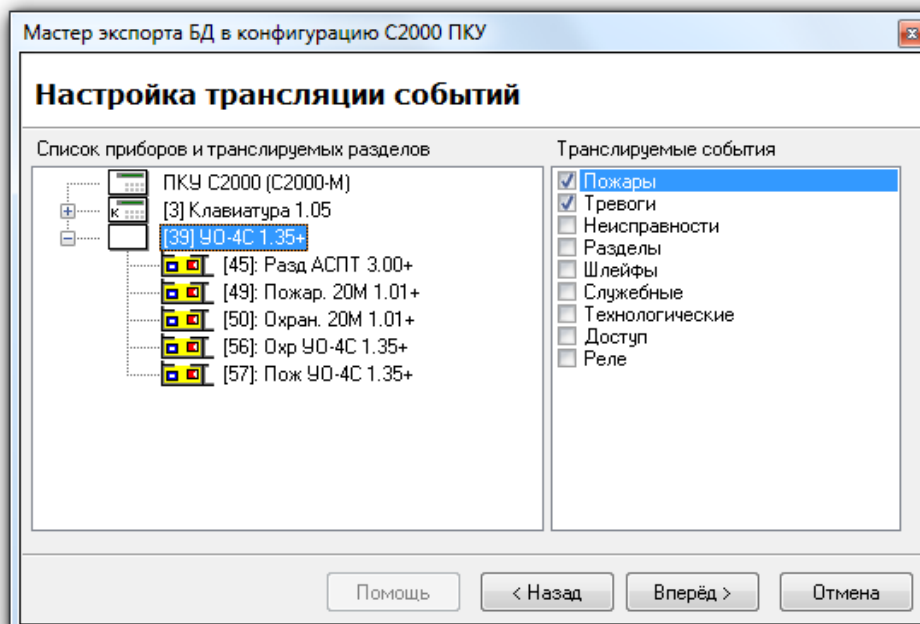 Мастер экспорта БД в конфигурацию С2000 ПКУ
Настройка трансляции событий
Список приборов и транслируемых разделов
ПКУ С2000 (С2000-М)
К [3] Клавиатура 1.05
[39] УО-4С 1.35+
[45]: Разд АСПТ 3.00+
[49]: Пожар. 20М 1.01+
[50]: Охран. 20М 1.01+
[56]: Охр УО-4С 1.35+
[57]: Пож УО-4С 1.35+
Транслируемые события
Пожары
Тревоги
Неисправности
Разделы
Шлейфы
Служебные
Технологические
Доступ
Реле
Помощь
< Назад
Вперёд >
Отмена